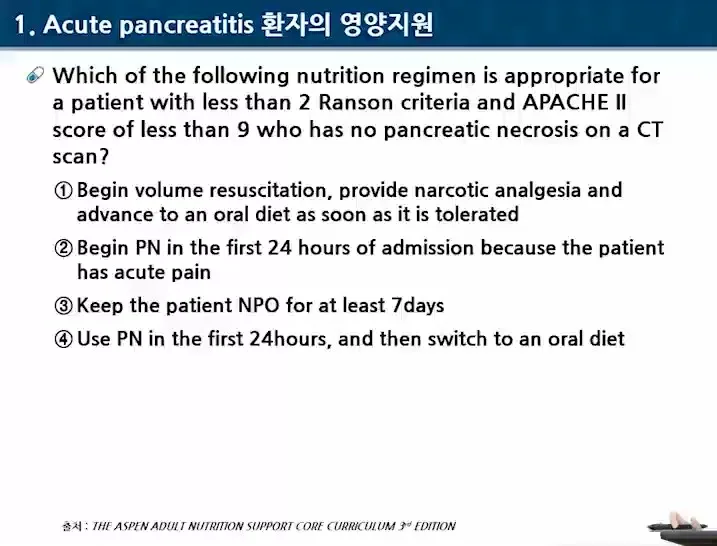 1. Acute pancreatitis 환자의 영양지원
Which of the following nutrition regimen is appropriate for
a patient with less than 2 Ranson criteria and APACHE II
score of less than 9 who has no pancreatic necrosis on a CT
scan?
① Begin volume resuscitation, provide narcotic analgesia and
advance to an oral diet as soon as it is tolerated
② Begin PN in the first 24 hours of admission because the patient
has acute pain
③ Keep the patient NPO for at least 7days
④ Use PN in the first 24hours, and then switch to an oral diet
출처 : THE ASPEN ADULT NUTRITION SUPPORT CORE CURRICULUM 3rd EDITION